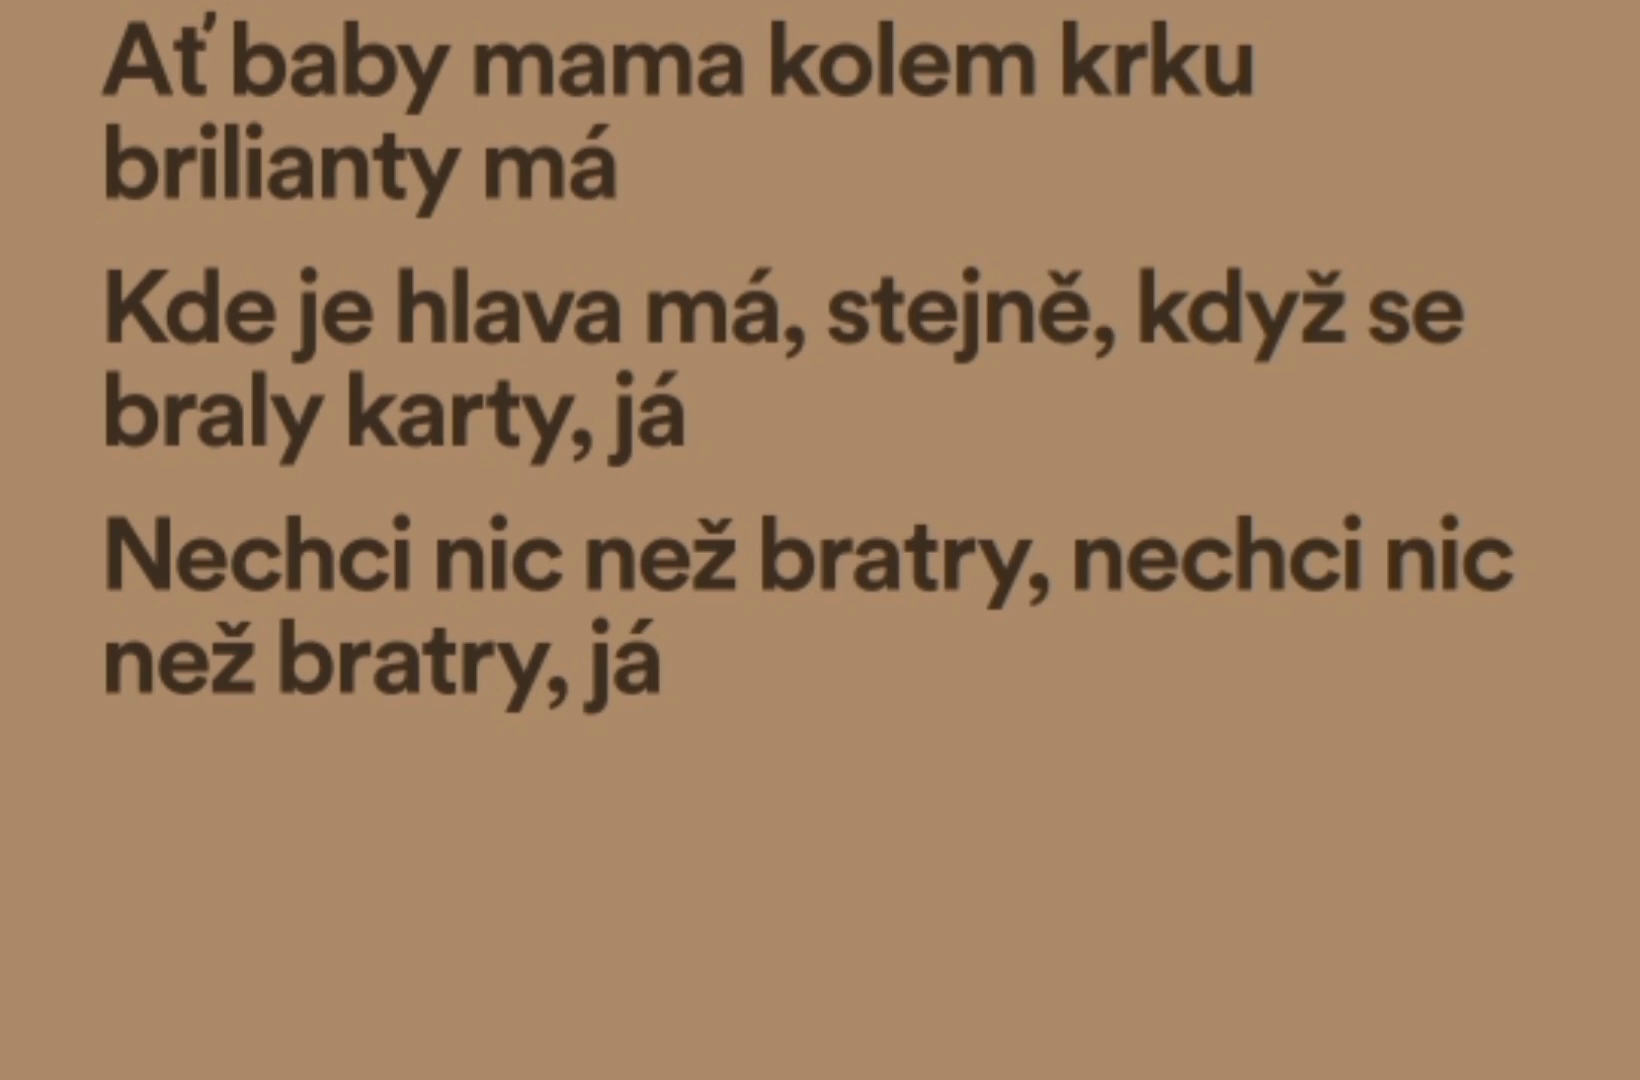 Ať baby mama kolem krku
brilianty má
Kde je hlava má, stejně, když se
braly karty, já
Nechci nic než bratry, nechci nic
než bratry, já